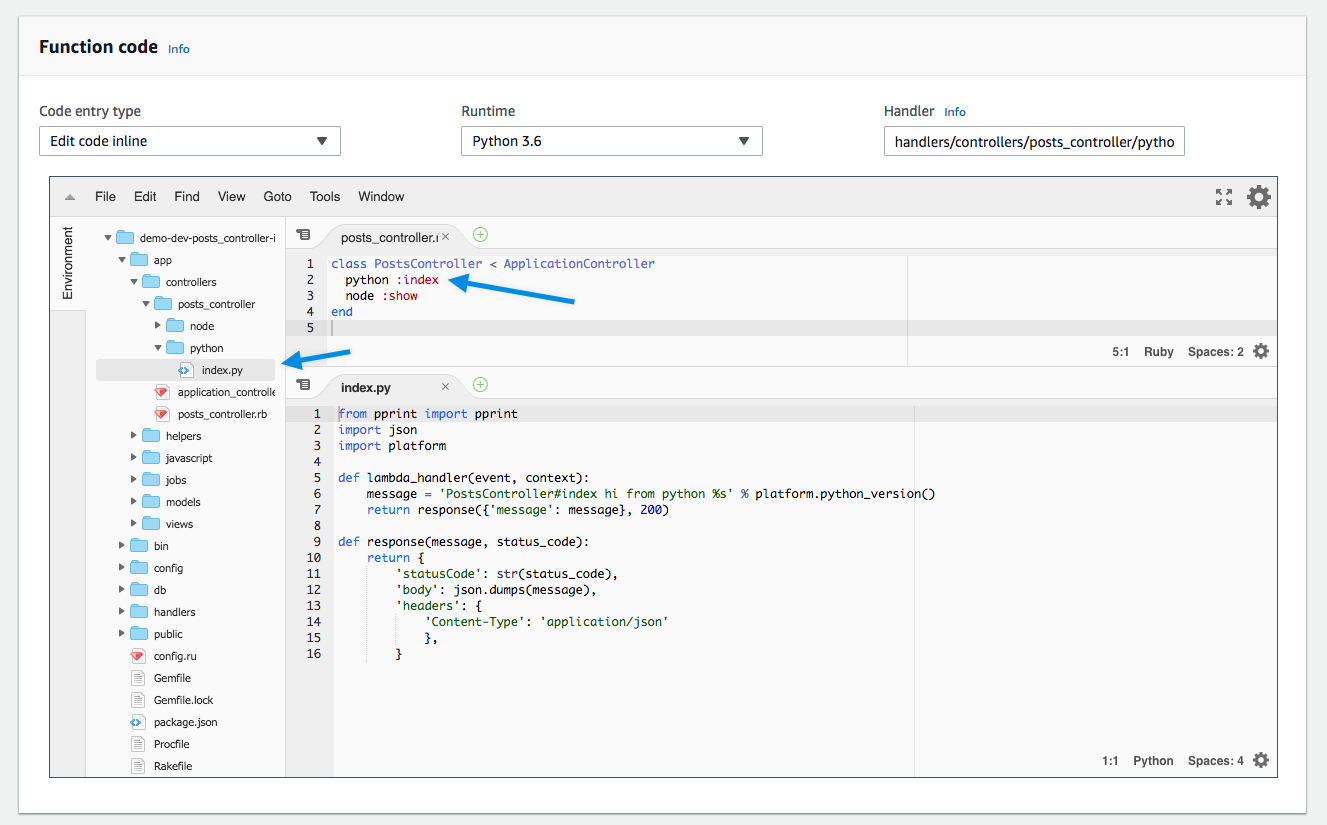 Function code Info
Code entry type
Runtime
Handler Info
Edit code inline
Python 3.6
handlers/controllers/posts_controller/pytho
File Edit Find View Goto Tools Window
Environment
demo-dev-posts_controller-i
app
controllers
posts_controller
node
python
index.py
application_controlle
posts_controller.rb
helpers
javascript
jobs
models
views
bin
config
db
handlers
public
config.ru
Gemfile
Gemfile.lock
package.json
Procfile
Rakefile
posts_controller.r
1 class PostsController < ApplicationController
2   python :index
3   node :show
4 end
5
5:1 Ruby Spaces: 2
index.py
1 from pprint import pprint
2 import json
3 import platform
4
5 def lambda_handler(event, context):
6     message = 'PostsController#index hi from python %s' % platform.python_version()
7     return response({'message': message}, 200)
8
9 def response(message, status_code):
10     return {
11         'statusCode': str(status_code),
12         'body': json.dumps(message),
13         'headers': {
14             'Content-Type': 'application/json'
15             },
16         }
1:1 Python Spaces: 4